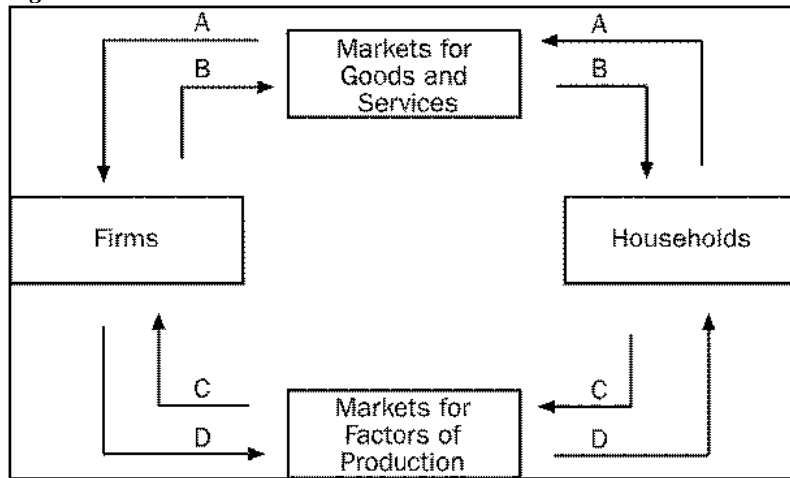 A
B
Markets for
Goods and
Services
A
B
Firms
Households
C
D
Markets for
Factors of
Production
C
D